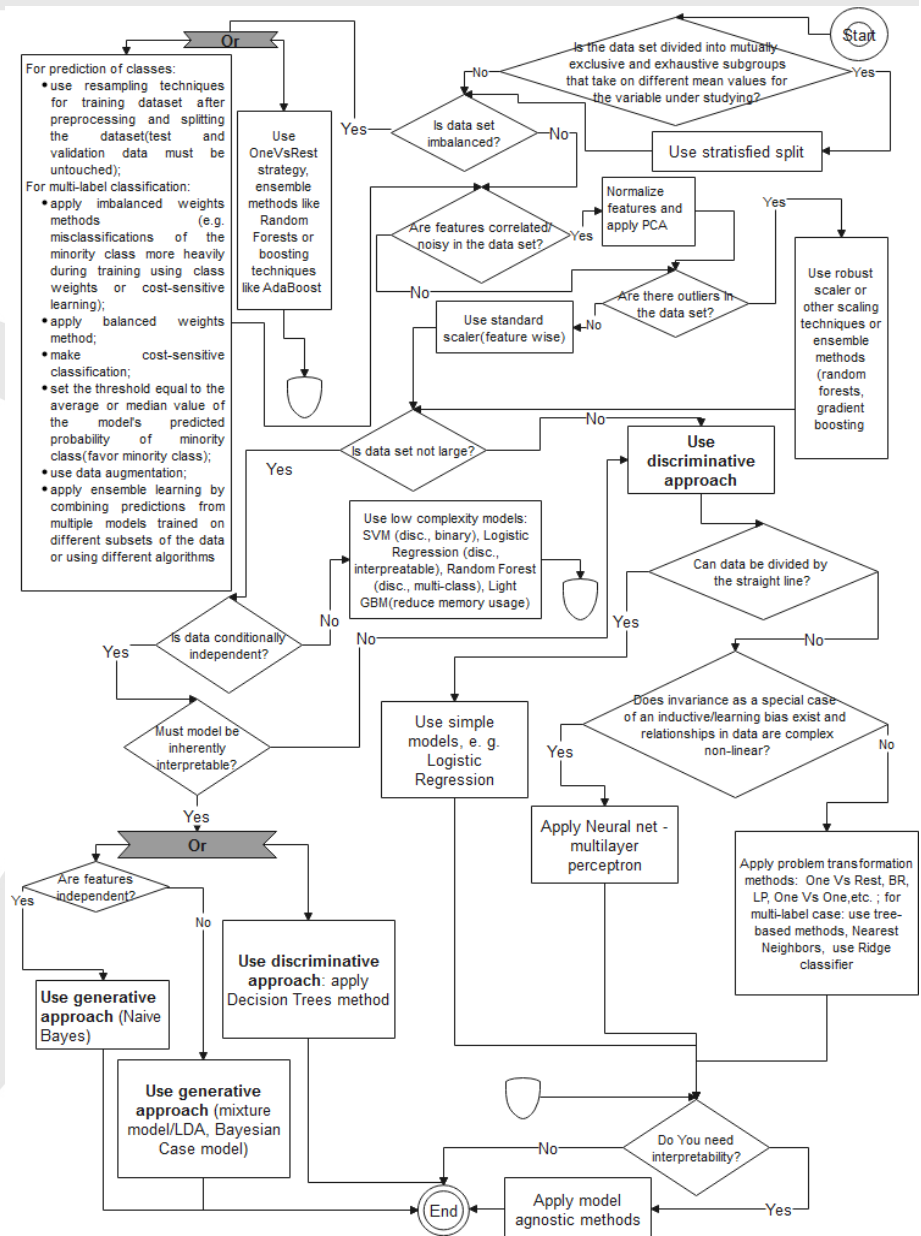 Start
Is the data set divided into mutually
exclusive and exhaustive subgroups
that take on different mean values for
the variable under studying?
No
Yes
Use stratisfied split
Or
For prediction of classes:
• use resampling techniques
for training dataset after
preprocessing and splitting
the dataset(test and
validation data must be
untouched);
For multi-label classification:
• apply imbalanced weights
methods (e.g.
misclassifications of the
minority class more heavily
during training using class
weights or cost-sensitive
learning);
• apply balanced weights
method;
• make cost-sensitive
classification;
• set the threshold equal to the
average or median value of
the model's predicted
probability of minority
class(favor minority class);
• use data augmentation;
• apply ensemble learning by
combining predictions from
multiple models trained on
different subsets of the data
or using different algorithms
Use
OneVsRest
strategy,
ensemble
methods like
Random
Forests or
boosting
techniques
like AdaBoost
Yes
Is data set
imbalanced?
No
Are features correlated/
noisy in the data set?
Yes
No
Normalize
features and
apply PCA
Are there outliers in
the data set?
Yes
No
Use standard
scaler(feature wise)
Use robust
scaler or
other scaling
techniques or
ensemble
methods
(random
forests,
gradient
boosting
Is data set not large?
Yes
No
Use
discriminative
approach
Use low complexity models:
SVM (disc., binary), Logistic
Regression (disc.,
interpreatable), Random Forest
(disc., multi-class), Light
GBM(reduce memory usage)
Can data be divided by
the straight line?
Yes
No
Is data conditionally
independent?
No
Yes
Must model be
inherently
interpretable?
No
Yes
Use simple
models, e. g.
Logistic
Regression
Does invariance as a special case
of an inductive/learning bias exist and
relationships in data are complex
non-linear?
Yes
No
Apply Neural net -
multilayer
perceptron
Apply problem transformation
methods: One Vs Rest, BR,
LP, One Vs One,etc. ; for
multi-label case: use tree-
based methods, Nearest
Neighbors, use Ridge
classifier
Or
Are features
independent?
Yes
No
Use discriminative
approach: apply
Decision Trees method
Use generative
approach (Naive
Bayes)
Use generative
approach (mixture
model/LDA, Bayesian
Case model)
Do You need
interpretability?
No
Yes
Apply model
agnostic methods
End